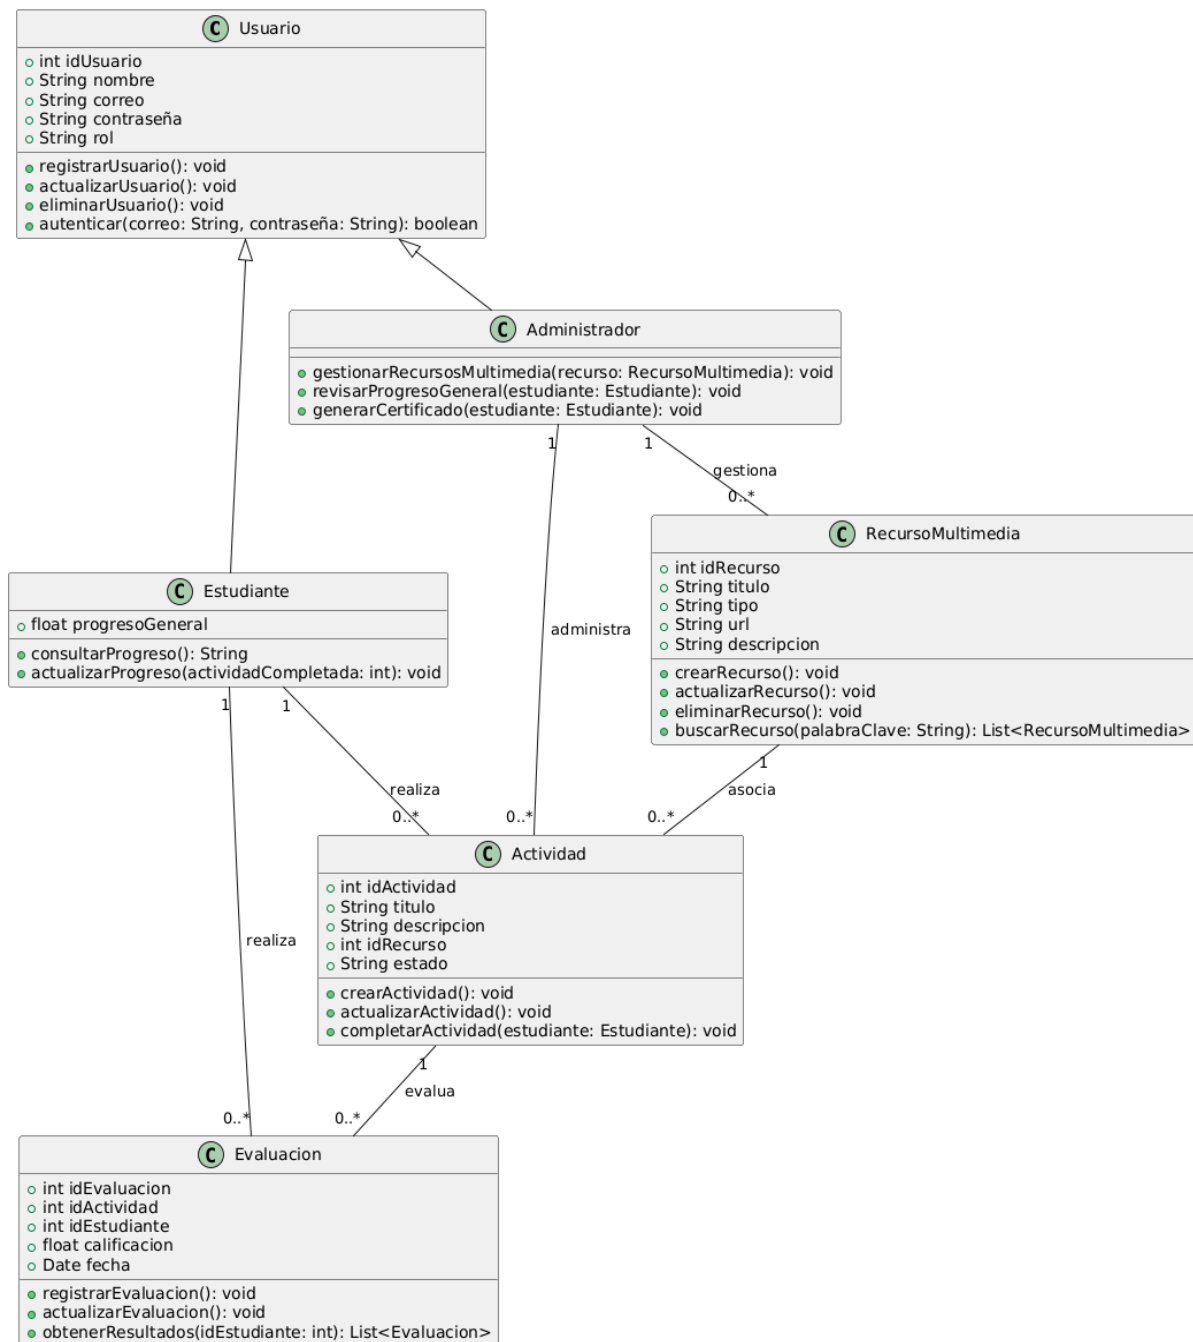 C Usuario
int idUsuario
String nombre
String correo
String contraseña
String rol
registrarUsuario(): void
actualizarUsuario(): void
eliminarUsuario(): void
autenticar(correo: String, contraseña: String): boolean
C Administrador
gestionarRecursosMultimedia(recurso: RecursoMultimedia): void
revisarProgresoGeneral(estudiante: Estudiante): void
generarCertificado(estudiante: Estudiante): void
1
1
gestiona
0..*
C RecursoMultimedia
int idRecurso
String titulo
String tipo
String url
String descripcion
crearRecurso(): void
actualizarRecurso(): void
eliminarRecurso(): void
buscarRecurso(palabraClave: String): List<RecursoMultimedia>
C Estudiante
float progresoGeneral
consultarProgreso(): String
actualizarProgreso(actividadCompletada: int): void
administra
1
1
1
realiza
asocia
0..*
0..*
0..*
C Actividad
int idActividad
String titulo
String descripcion
int idRecurso
String estado
crearActividad(): void
actualizarActividad(): void
completarActividad(estudiante: Estudiante): void
realiza
1
evalua
0..*
0..*
C Evaluacion
int idEvaluacion
int idActividad
int idEstudiante
float calificacion
Date fecha
registrarEvaluacion(): void
actualizarEvaluacion(): void
obtenerResultados(idEstudiante: int): List<Evaluacion>